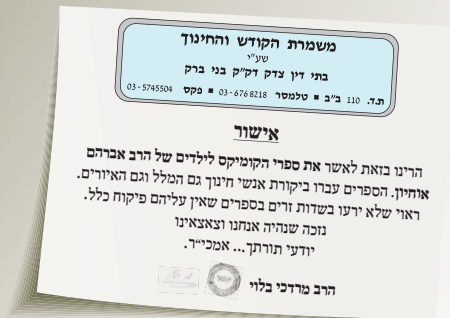 משמרת הקודש והחינוך
שע"י
בתי דין צדק דק"ק בני ברק
ת.ד. 110 ב"ב ▪ טלמסר 03-6768218 ▪ פקס 03-5745504
אישור
הרינו בזאת לאשר את ספרי הקומיקס לילדים של הרב אברהם
אוחיון. הספרים עברו ביקורת אנשי חינוך גם המלל וגם האיורים.
ראוי שלא ירעו בשדות זרים בספרים שאין עליהם פיקוח כלל.
נזכה שנהיה אנחנו וצאצאינו
יודעי תורתך... אמכי"ר.
הרב מרדכי בלוי